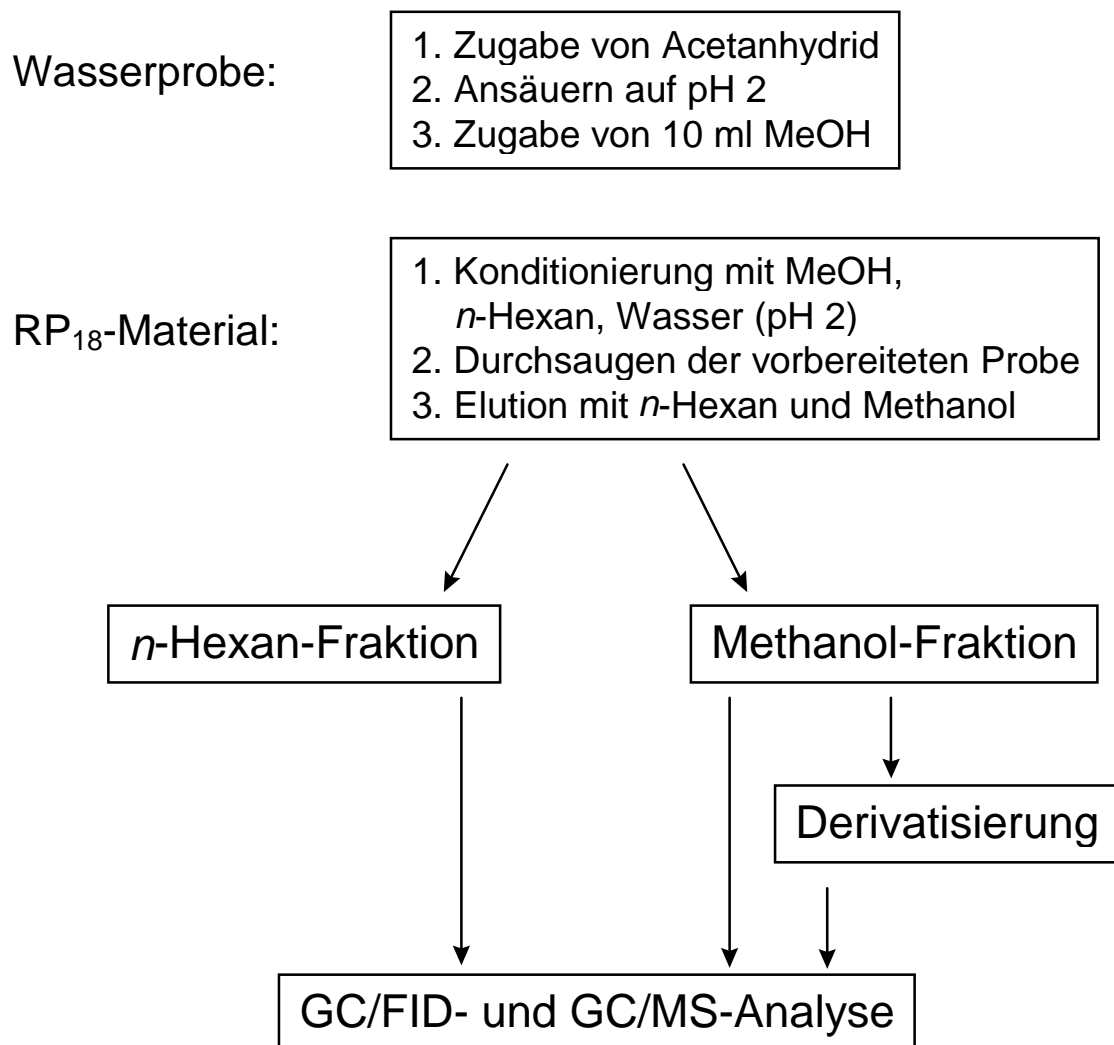 Wasserprobe:
1. Zugabe von Acetanhydrid
2. Ansäuern auf pH 2
3. Zugabe von 10 ml MeOH
RP₁₈-Material:
1. Konditionierung mit MeOH,
n-Hexan, Wasser (pH 2)
2. Durchsaugen der vorbereiteten Probe
3. Elution mit n-Hexan und Methanol
n-Hexan-Fraktion
Methanol-Fraktion
Derivatisierung
GC/FID- und GC/MS-Analyse